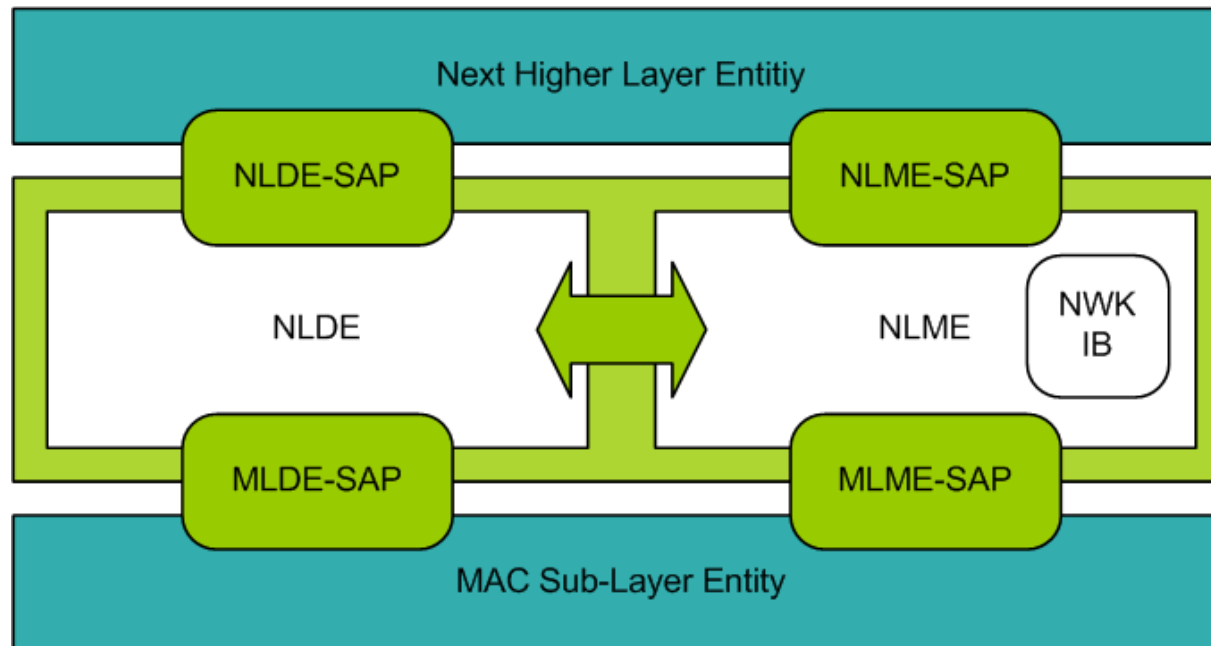 Next Higher Layer Entitiy
NLDE-SAP
NLME-SAP
NLDE
NLME
NWK
IB
MLDE-SAP
MLME-SAP
MAC Sub-Layer Entity